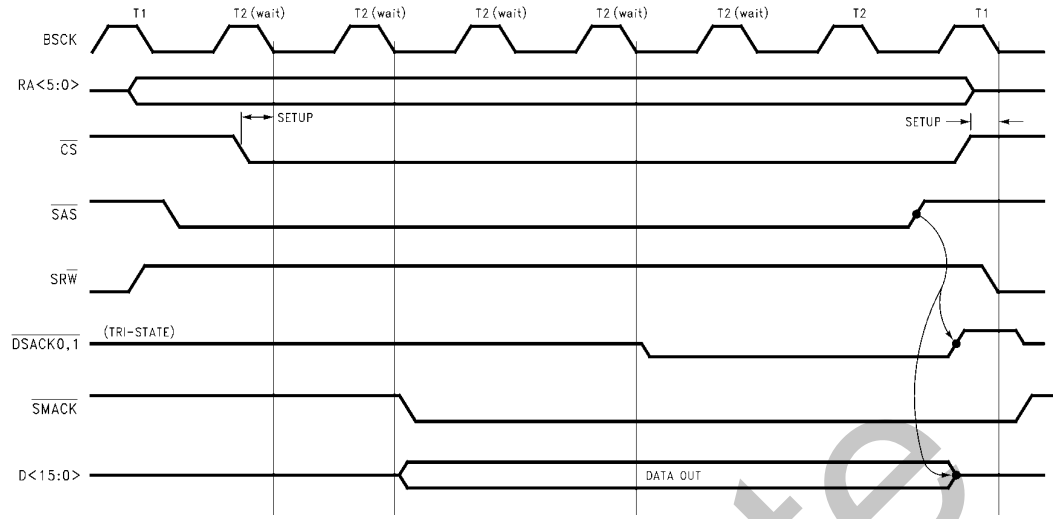 T1 T2 (wait) T2 (wait) T2 (wait) T2 (wait) T2 (wait) T2 T1
BSCK
RA<5:0>
SETUP SETUP
CS
SAS
SRW
(TRI-STATE)
DSACK0,1
SMACK
D<15:0> DATA OUT
te